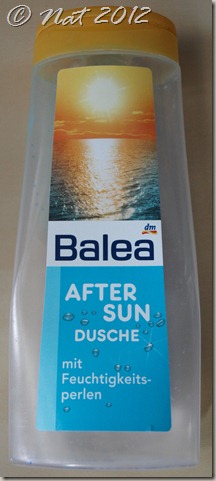 © Nat 2012
dm
Balea
AFTER
SUN
DUSCHE
mit
Feuchtigkeits-
perlen